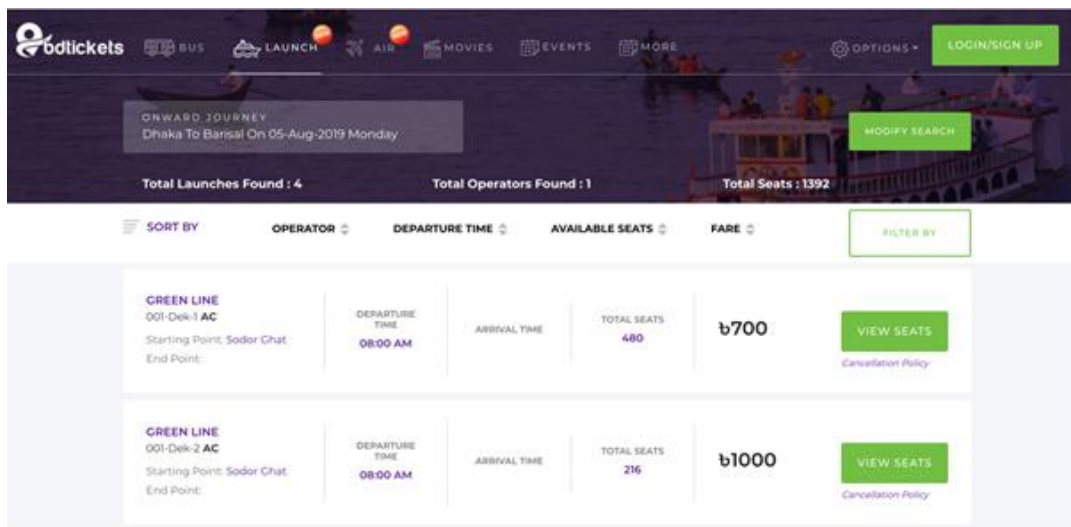 bdtickets BUS LAUNCH AIR MOVIES EVENTS MORE OPTIONS LOGIN/SIGN UP
ONWARD JOURNEY
Dhaka To Barisal On 05-Aug-2019 Monday
MODIFY SEARCH
Total Launches Found : 4 Total Operators Found : 1 Total Seats : 1392
SORT BY OPERATOR DEPARTURE TIME AVAILABLE SEATS FARE FILTER BY
GREEN LINE
001-Dek-1 AC
Starting Point: Sodor Ghat
End Point:
DEPARTURE
TIME
08:00 AM
ARRIVAL TIME
TOTAL SEATS
480
৳700
VIEW SEATS
Cancellation Policy
GREEN LINE
001-Dek-2 AC
Starting Point: Sodor Ghat
End Point:
DEPARTURE
TIME
08:00 AM
ARRIVAL TIME
TOTAL SEATS
216
৳1000
VIEW SEATS
Cancellation Policy